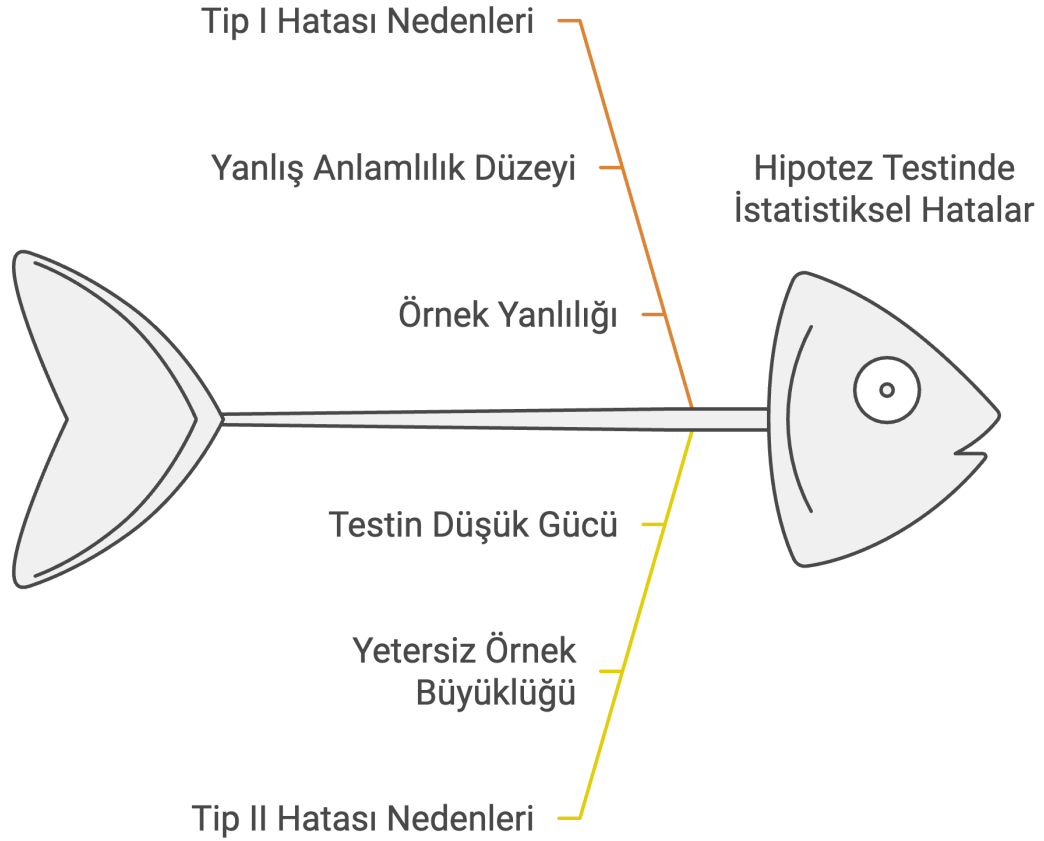 Tip I Hatası Nedenleri
Yanlış Anlamlılık Düzeyi
Hipotez Testinde
İstatistiksel Hatalar
Örnek Yanlılığı
Testin Düşük Gücü
Yetersiz Örnek
Büyüklüğü
Tip II Hatası Nedenleri